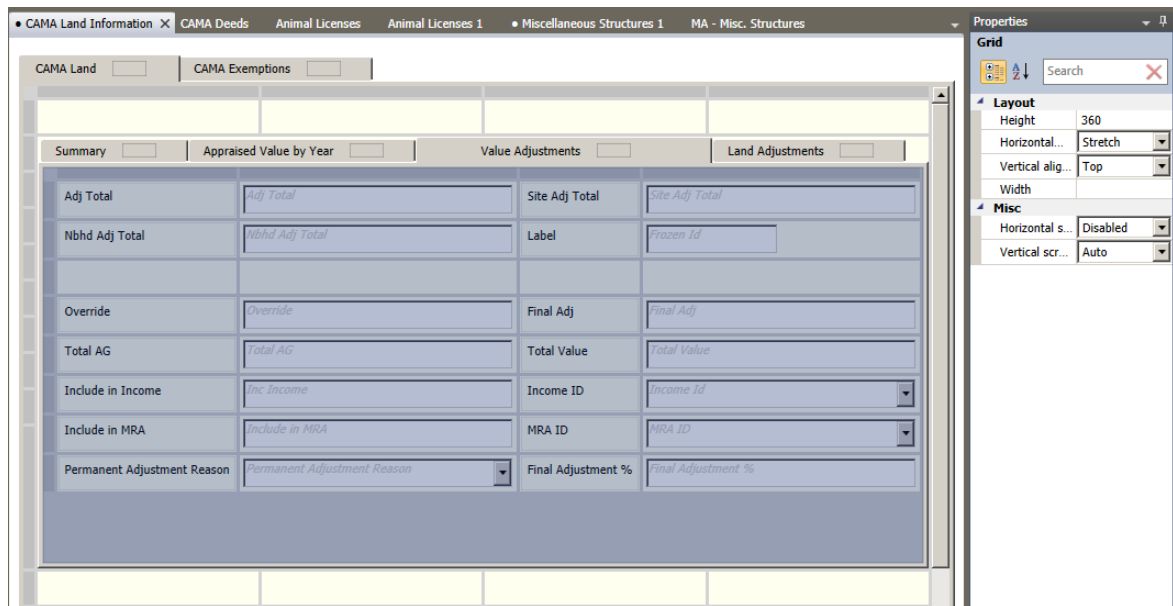 • CAMA Land Information X CAMA Deeds Animal Licenses Animal Licenses 1 • Miscellaneous Structures 1 MA - Misc. Structures
CAMA Land CAMA Exemptions
Summary Appraised Value by Year Value Adjustments Land Adjustments
Adj Total Adj Total Site Adj Total Site Adj Total
Nbhd Adj Total Nbhd Adj Total Label Frozen Id
Override Override Final Adj Final Adj
Total AG Total AG Total Value Total Value
Include in Income Inc Income Income ID Income Id
Include in MRA Include in MRA MRA ID MRA ID
Permanent Adjustment Reason Permanent Adjustment Reason Final Adjustment % Final Adjustment %
Properties
Grid
A Z Search
Layout
Height 360
Horizontal... Stretch
Vertical alig... Top
Width
Misc
Horizontal s... Disabled
Vertical scr... Auto